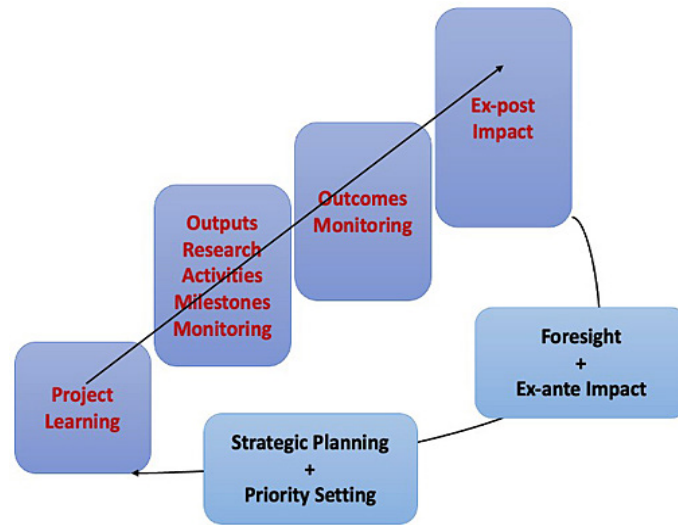 Ex-post
Impact
Outcomes
Monitoring
Outputs
Research
Activities
Milestones
Monitoring
Project
Learning
Foresight
+
Ex-ante Impact
Strategic Planning
+
Priority Setting